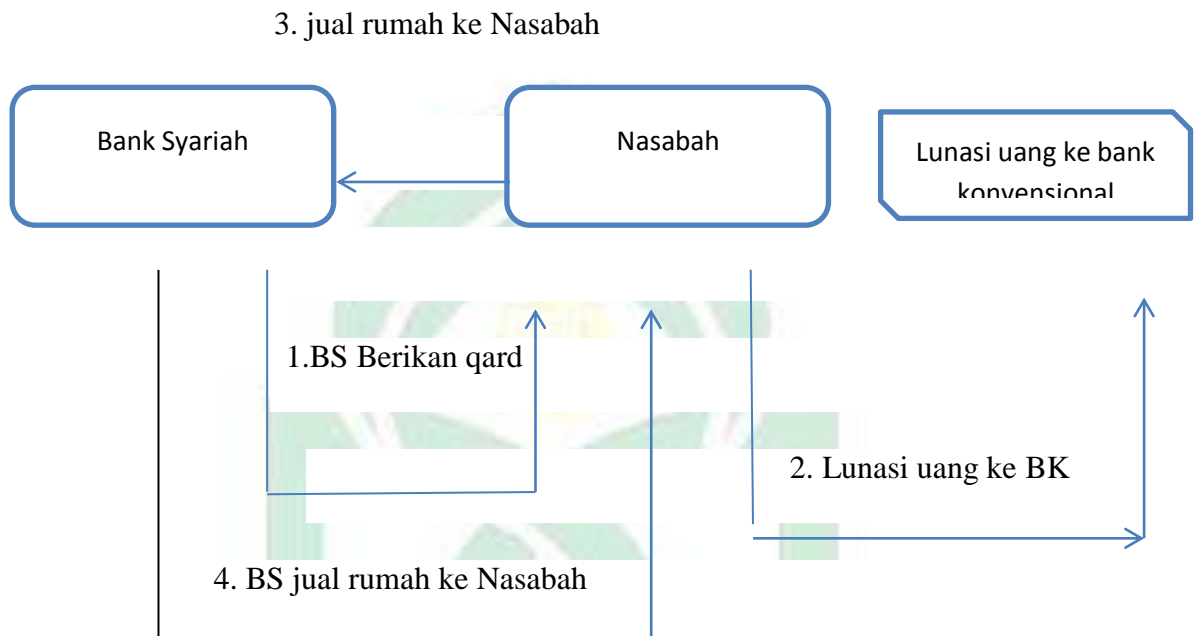 3. jual rumah ke Nasabah
Bank Syariah
Nasabah
Lunasi uang ke bank
konvensional
1.BS Berikan qard
2. Lunasi uang ke BK
4. BS jual rumah ke Nasabah